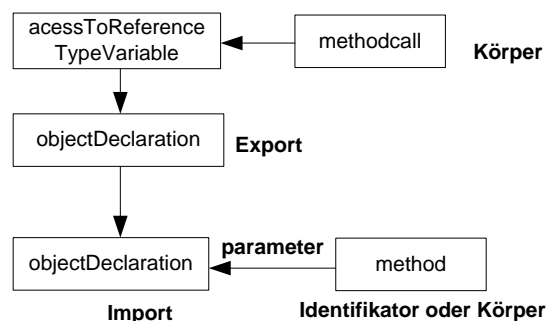 acessToReference
TypeVariable
methodcall
Körper
objectDeclaration
Export
parameter
objectDeclaration
method
Import
Identifikator oder Körper